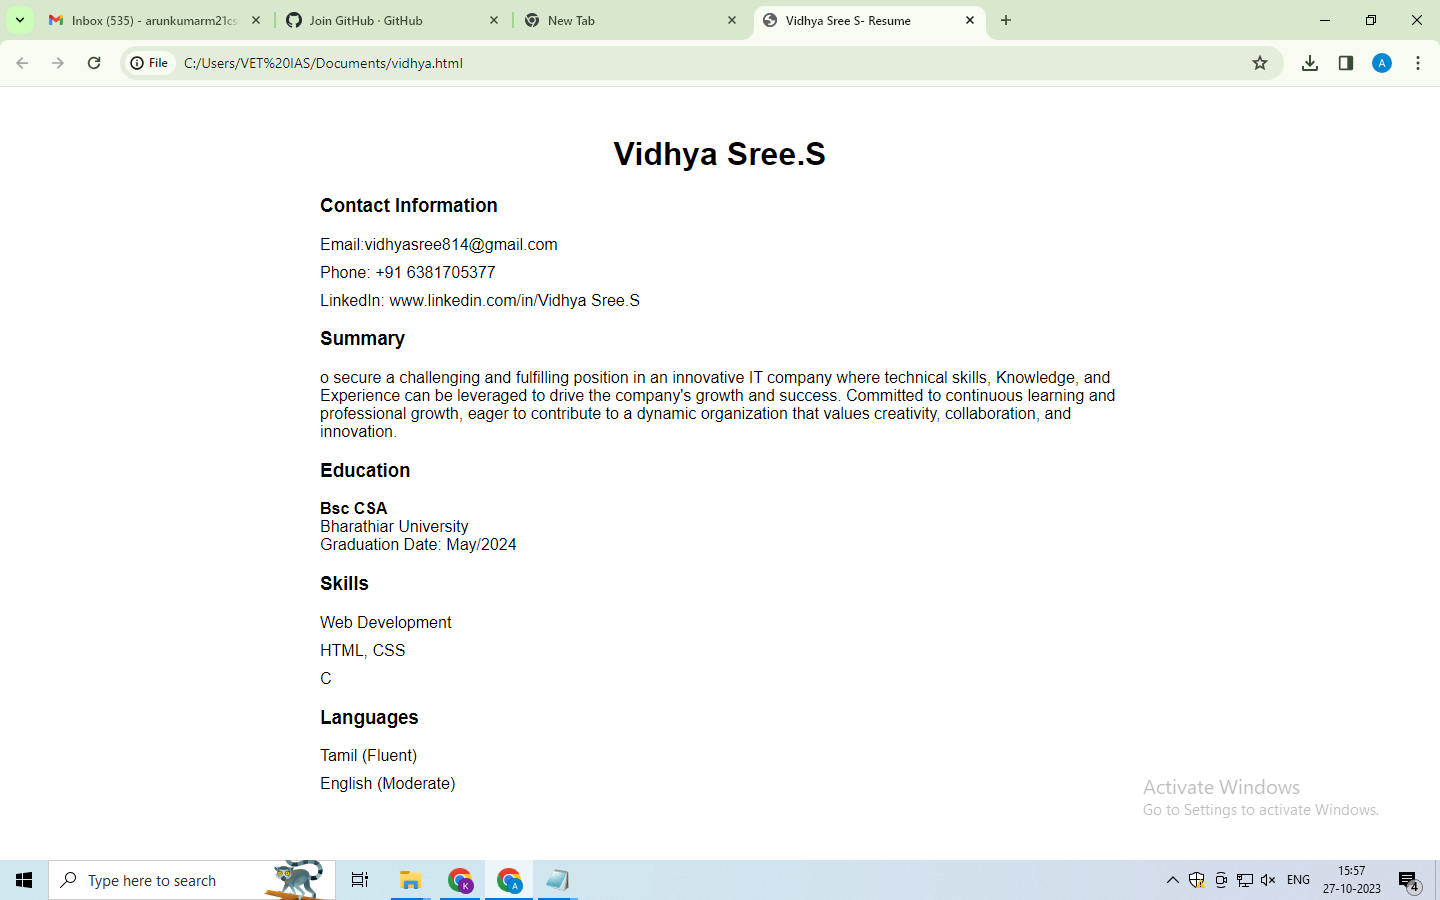 Inbox (535) - arunkumarm21cs
Join GitHub · GitHub
New Tab
Vidhya Sree S- Resume
File
C:/Users/VET%20IAS/Documents/vidhya.html
A
Vidhya Sree.S
Contact Information
Email:vidhyasree814@gmail.com
Phone: +91 6381705377
LinkedIn: www.linkedin.com/in/Vidhya Sree.S
Summary
o secure a challenging and fulfilling position in an innovative IT company where technical skills, Knowledge, and
Experience can be leveraged to drive the company's growth and success. Committed to continuous learning and
professional growth, eager to contribute to a dynamic organization that values creativity, collaboration, and
innovation.
Education
Bsc CSA
Bharathiar University
Graduation Date: May/2024
Skills
Web Development
HTML, CSS
C
Languages
Tamil (Fluent)
English (Moderate)
Activate Windows
Go to Settings to activate Windows.
Type here to search
K
A
ENG
15:57
27-10-2023
4